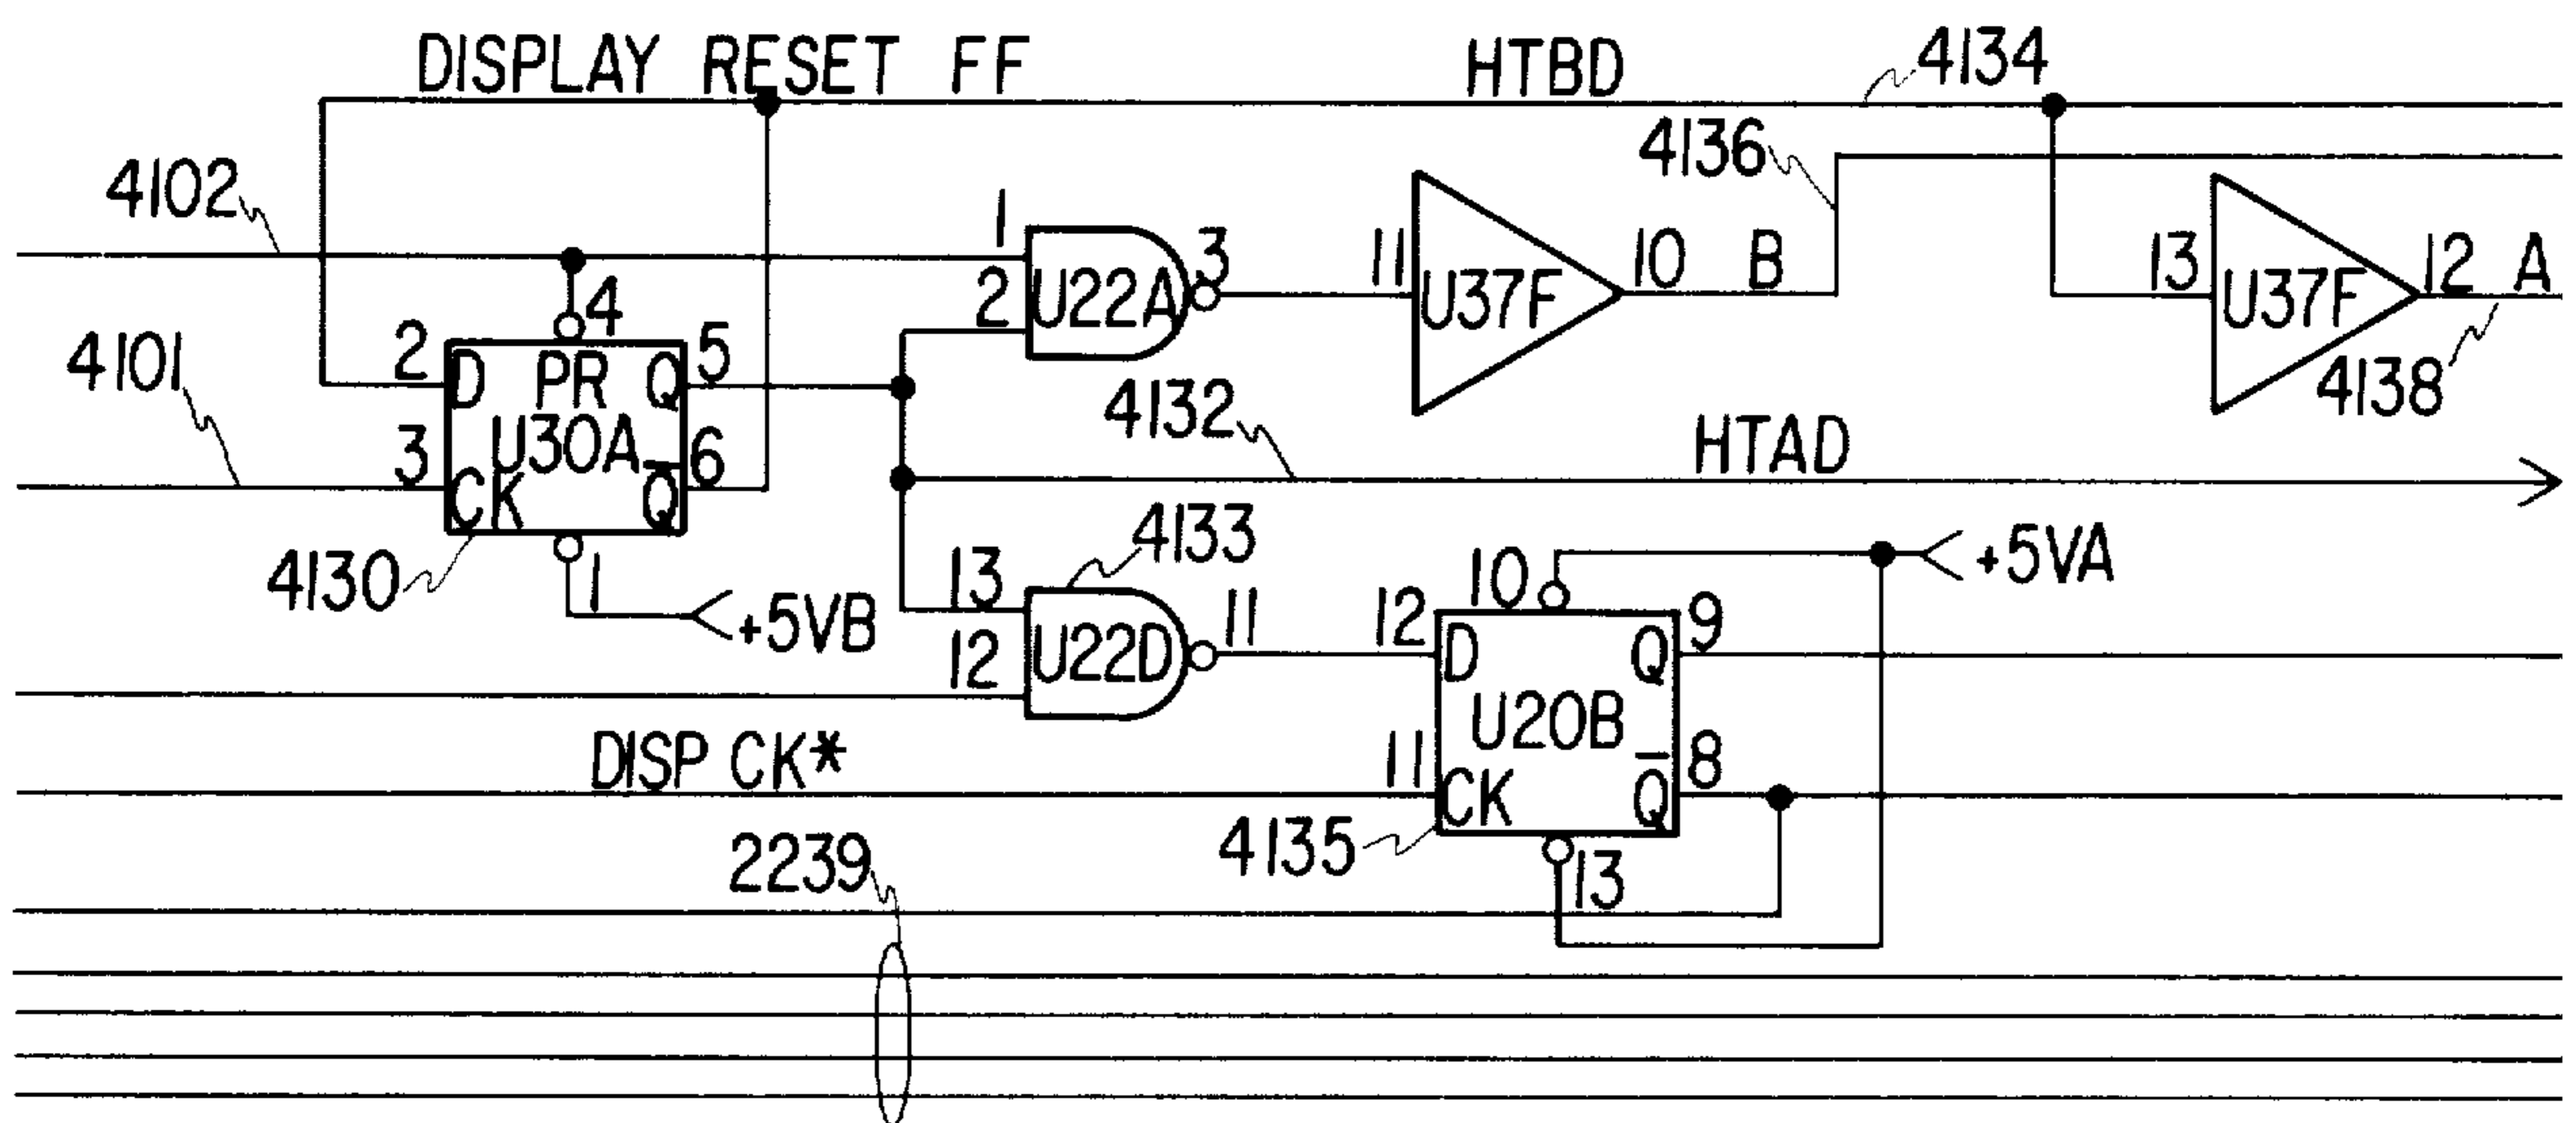 DISPLAY RESET FF
HTBD
4134
4136
4102
1
2
U22A
3
11
U37F
10 B
13
U37F
12 A
4138
4
2
D
PR
Q
5
4101
3
CK
U30A
Q
6
4130
1
+5VB
4132
HTAD
4133
13
12
U22D
11
12
10
+5VA
D
Q
9
U20B
DISP CK*
11
CK
Q
8
4135
13
2239